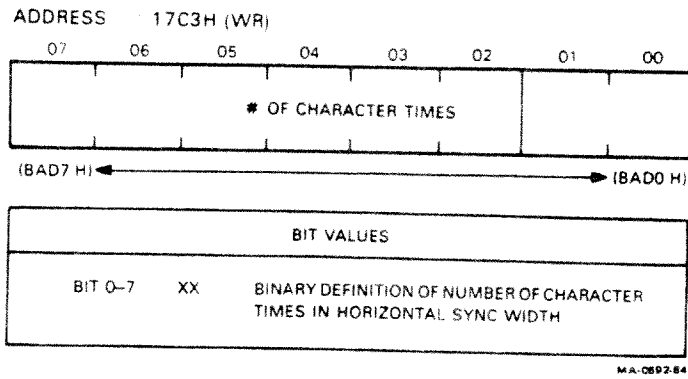 ADDRESS 17C3H (WR)
07 06 05 04 03 02 01 00
# OF CHARACTER TIMES
(BAD7 H) (BAD0 H)
BIT VALUES
BIT 0–7 XX BINARY DEFINITION OF NUMBER OF CHARACTER
TIMES IN HORIZONTAL SYNC WIDTH
MA-0892-84